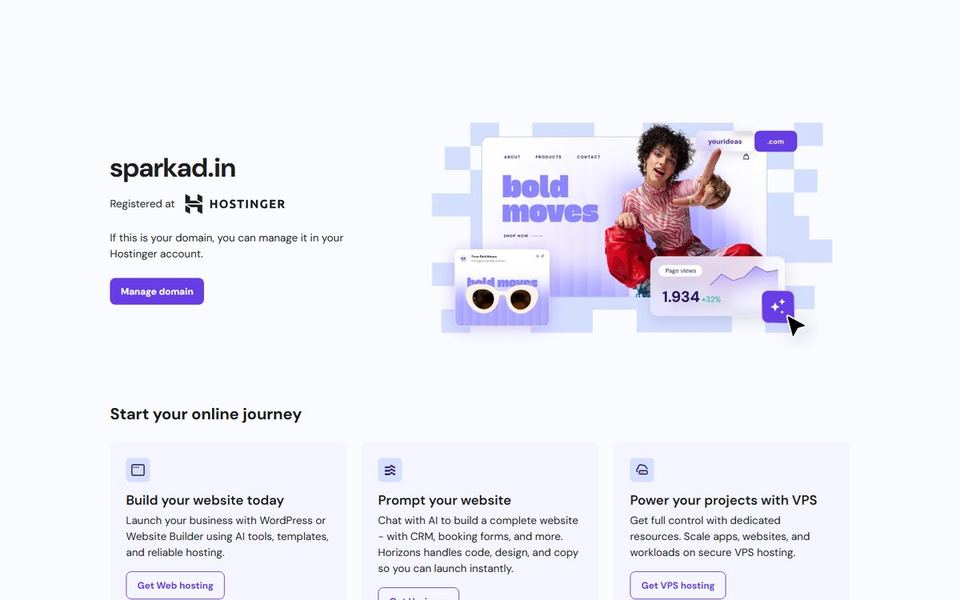 sparkad.in
Registered at HOSTINGER
If this is your domain, you can manage it in your
Hostinger account.
Manage domain
yourideas .com
ABOUT PRODUCTS CONTACT
bold
moves
SHOP NOW
bold moves
Page views
1.934 +32%
Start your online journey
Build your website today
Launch your business with WordPress or
Website Builder using AI tools, templates,
and reliable hosting.
Get Web hosting
Prompt your website
Chat with AI to build a complete website
- with CRM, booking forms, and more.
Horizons handles code, design, and copy
so you can launch instantly.
Power your projects with VPS
Get full control with dedicated
resources. Scale apps, websites, and
workloads on secure VPS hosting.
Get VPS hosting